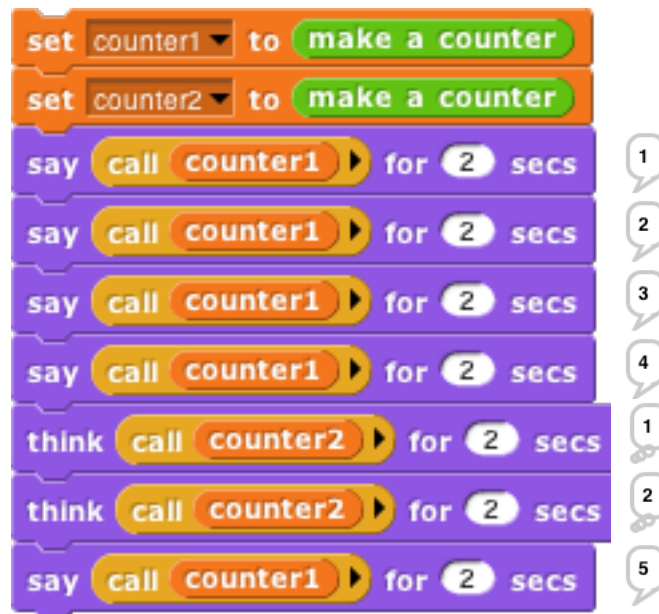 set counter1 to make a counter
set counter2 to make a counter
say call counter1 for 2 secs 1
say call counter1 for 2 secs 2
say call counter1 for 2 secs 3
say call counter1 for 2 secs 4
think call counter2 for 2 secs 1
think call counter2 for 2 secs 2
say call counter1 for 2 secs 5